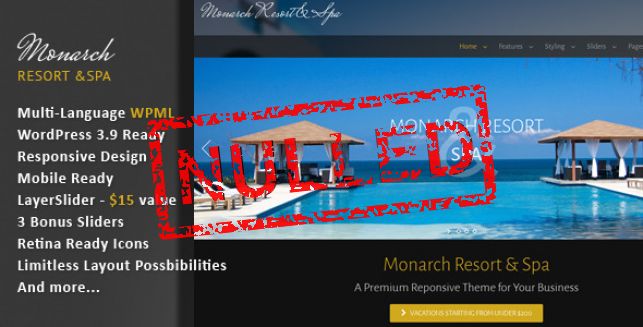 Monarch
RESORT & SPA
Multi-Language WPML
WordPress 3.9 Ready
Responsive Design
Mobile Ready
LayerSlider - $15 value
3 Bonus Sliders
Retina Ready Icons
Limitless Layout Possbibilities
And more...
Monarch Resort & Spa
Home Features Styling Sliders Pages
MONARCH RESORT
&
SPA
NULLED
Monarch Resort & Spa
A Premium Reponsive Theme for Your Business
VACATIONS STARTING FROM UNDER $200